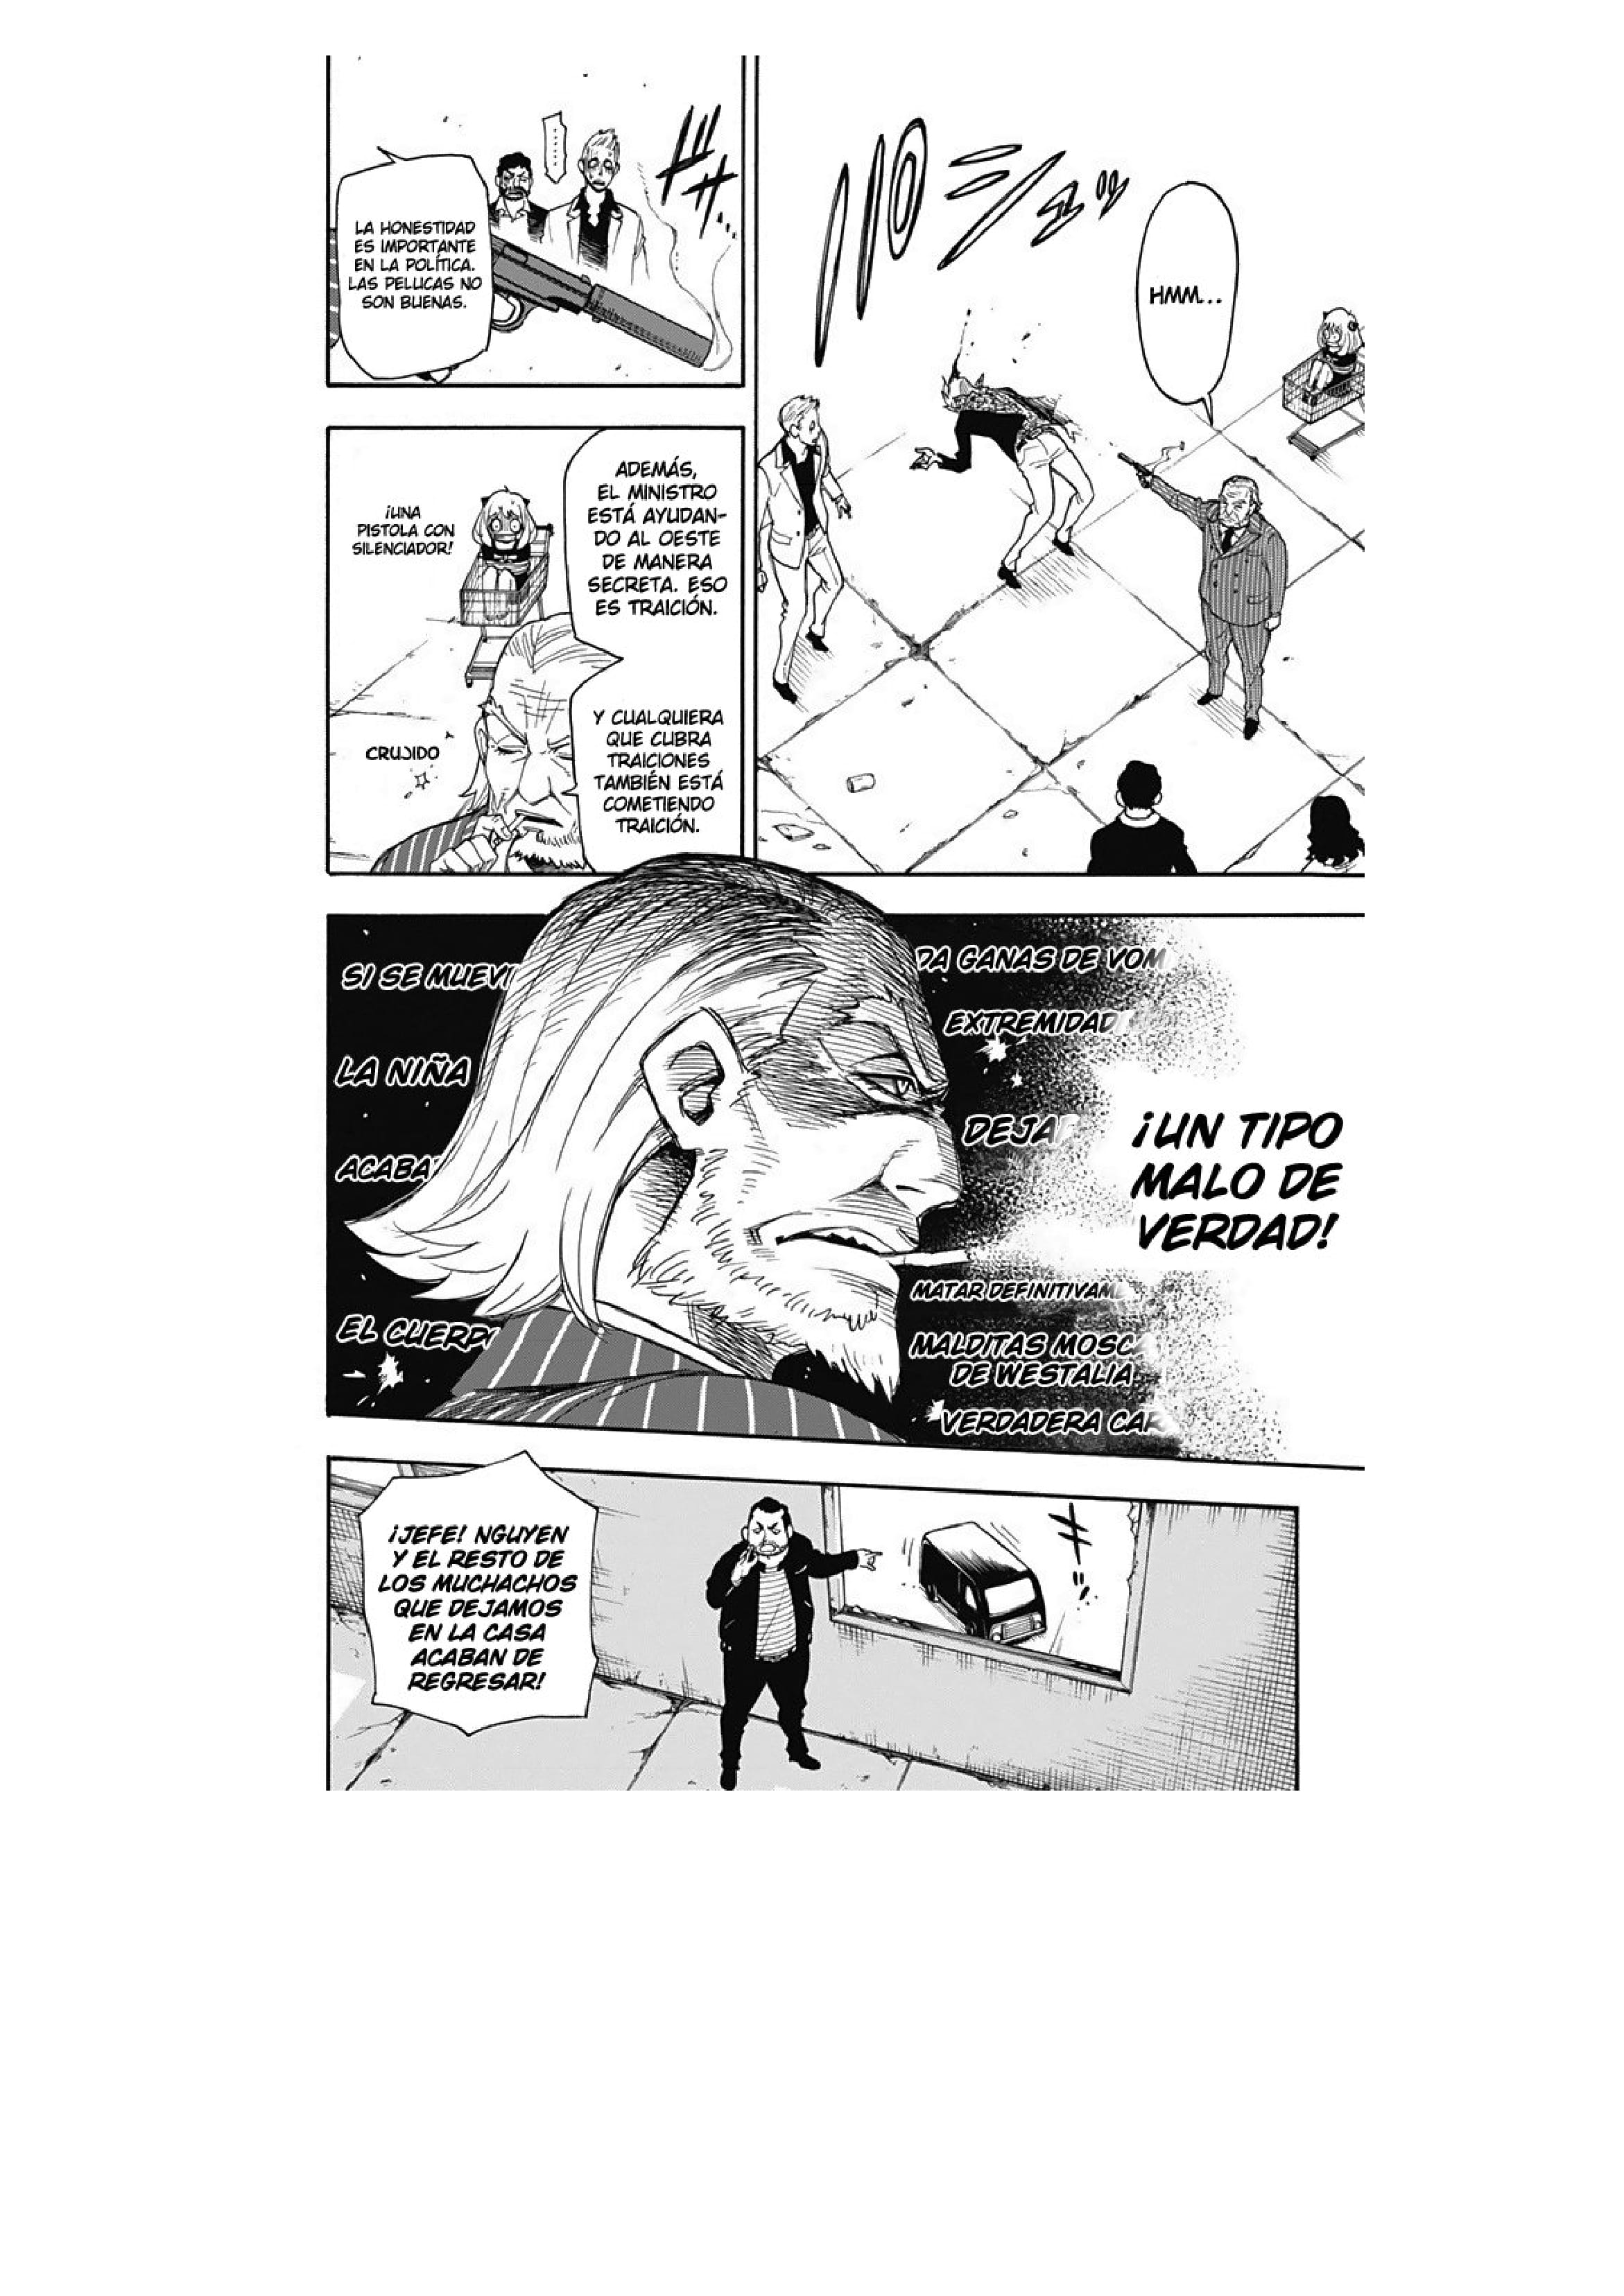 HMM...
LA HONESTIDAD
ES IMPORTANTE
EN LA POLÍTICA.
LAS PELUCAS NO
SON BUENAS.
......
ADEMÁS,
EL MINISTRO
ESTÁ AYUDAN-
DO AL OESTE
DE MANERA
SECRETA. ESO
ES TRAICIÓN.
¡UNA
PISTOLA CON
SILENCIADOR!
Y CUALQUIERA
QUE CUBRA
TRAICIONES
TAMBIÉN ESTÁ
COMETIENDO
TRAICIÓN.
CRUJIDO
DA GANAS DE VOM
EXTREMIDAD
DEJA
¡UN TIPO
MALO DE
VERDAD!
MATAR DEFINITIVAM
MALDITAS MOSC
DE WESTALIA
VERDADERA CAR
SI SE MUEV
LA NIÑA
ACABA
EL CUERPO
¡JEFE! NGUYEN
Y EL RESTO DE
LOS MUCHACHOS
QUE DEJAMOS
EN LA CASA
ACABAN DE
REGRESAR!
キキ